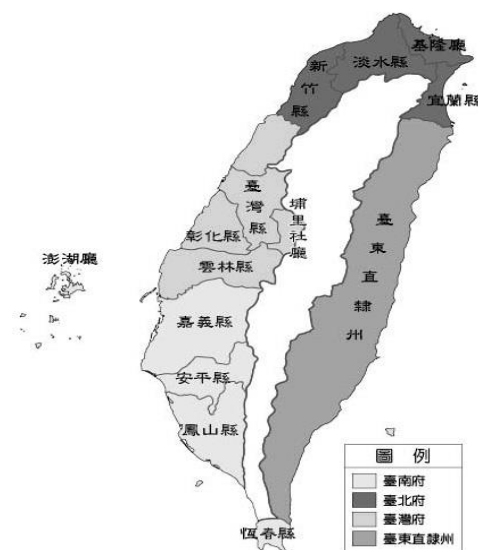 基隆廳
淡水縣
新竹縣
宜蘭縣
臺灣縣
埔里社廳
彰化縣
雲林縣
澎湖廳
臺東直隸州
嘉義縣
安平縣
鳳山縣
恆春縣
圖例
臺南府
臺北府
臺灣府
臺東直隸州